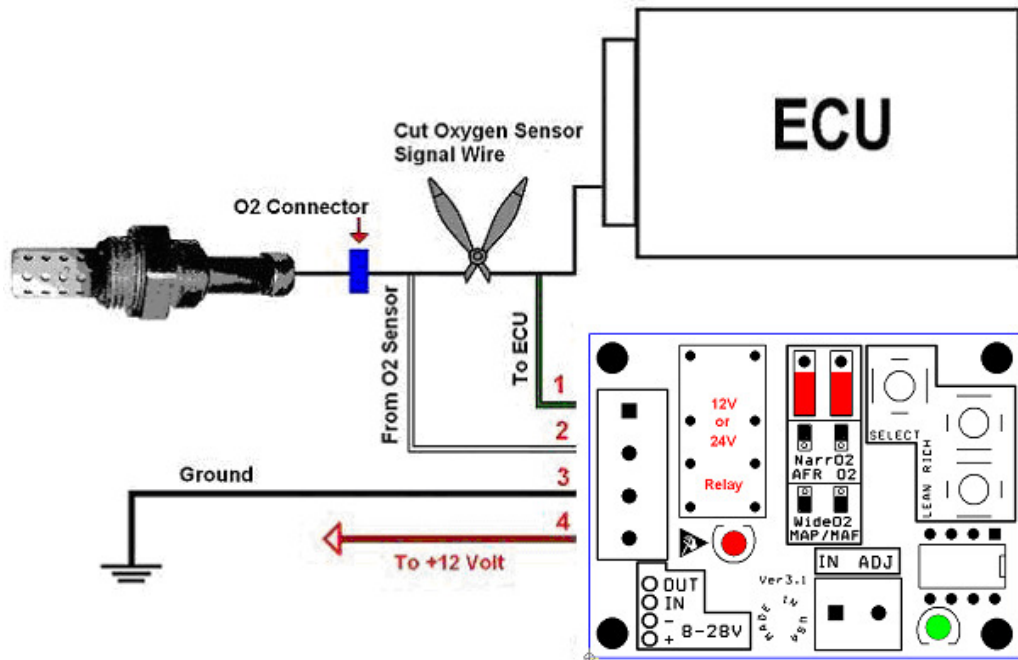 ECU
Cut Oxygen Sensor
Signal Wire
O2 Connector
From O2 Sensor
To ECU
1
2
Ground
3
4
To +12 Volt
12V
or
24V
Relay
SELECT
LEAN RICH
NarrO2
AFR O2
WideO2
MAP/MAF
IN ADJ
OUT
IN
-
+
8-28V
Ver3.1
MADE IN USA